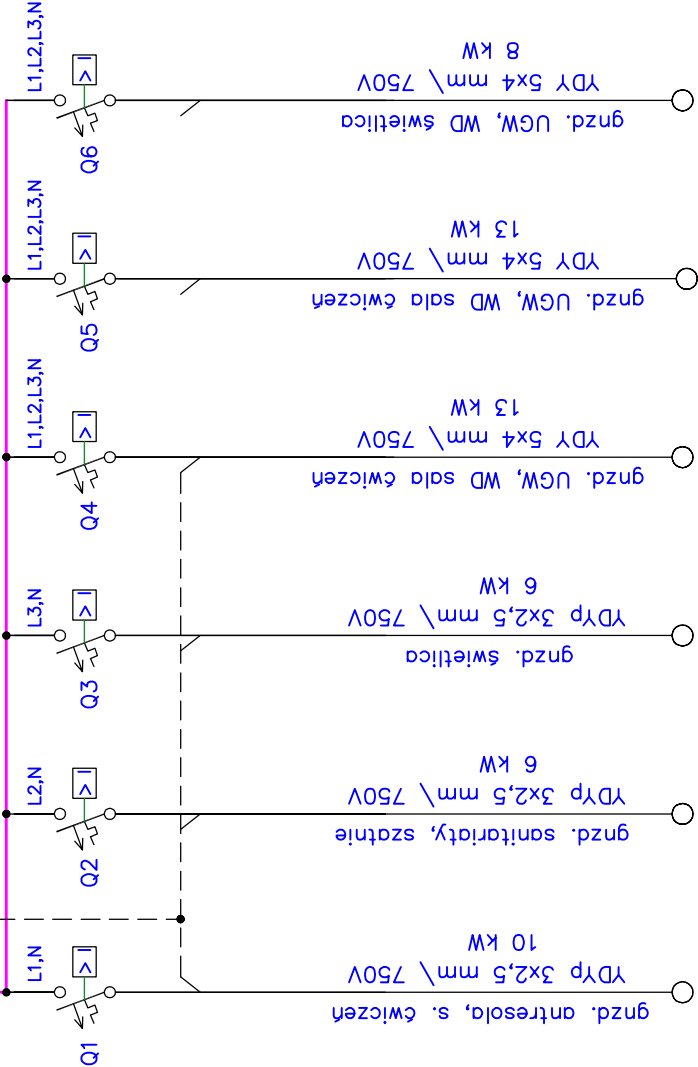 L1,L2,L3,N
I>
Q6
gnzd. UGW, WD świetlica
YDY 5x4 mm/ 750V
8 kW
L1,L2,L3,N
I>
Q5
gnzd. UGW, WD sala ćwiczeń
YDY 5x4 mm/ 750V
13 kW
L1,L2,L3,N
I>
Q4
gnzd. UGW, WD sala ćwiczeń
YDY 5x4 mm/ 750V
13 kW
L3,N
I>
Q3
gnzd. świetlica
YDYp 3x2,5 mm/ 750V
6 kW
L2,N
I>
Q2
gnzd. sanitariaty, szatnie
YDYp 3x2,5 mm/ 750V
6 kW
L1,N
I>
Q1
gnzd. antresola, s. ćwiczeń
YDYp 3x2,5 mm/ 750V
10 kW